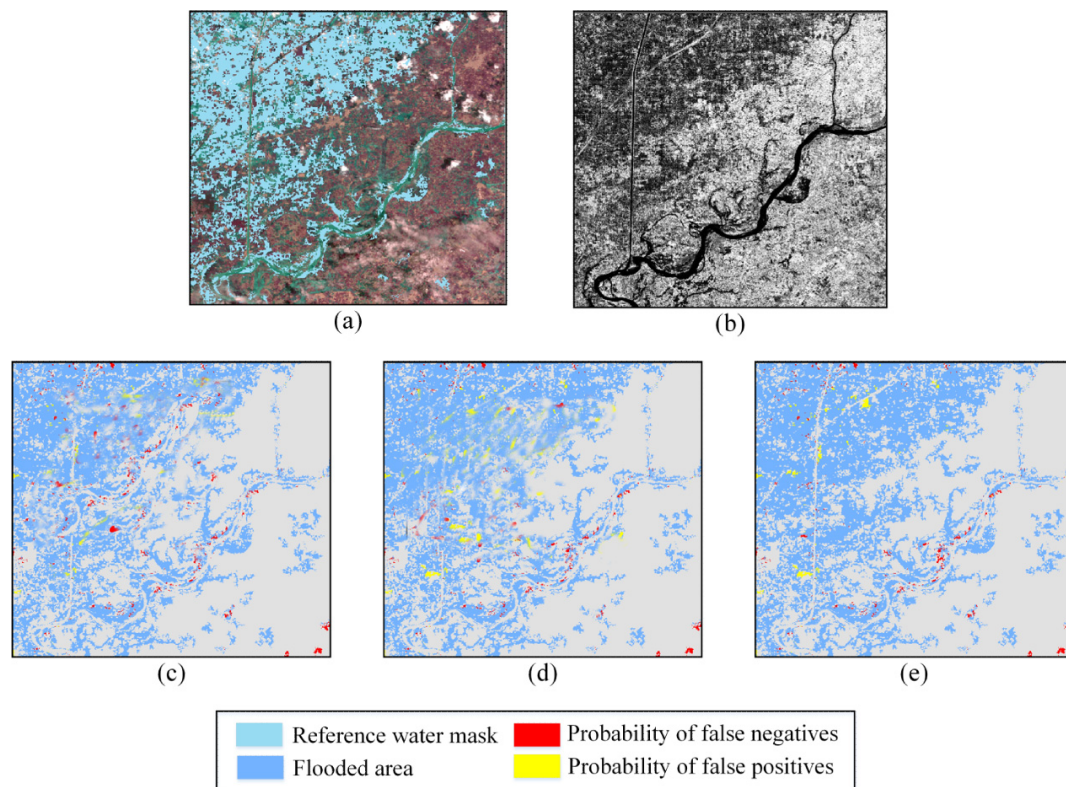 (a)
(b)
(c)
(d)
(e)
Reference water mask
Probability of false negatives
Flooded area
Probability of false positives